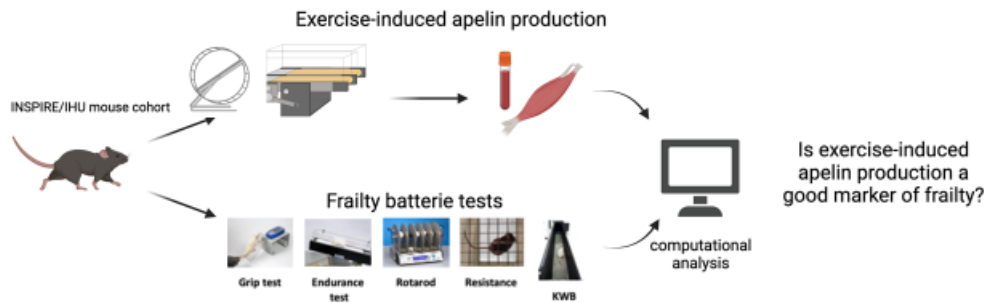 Exercise-induced apelin production
INSPIRE/IHU mouse cohort
Frailty batterie tests
Grip test
Endurance
test
Rotarod
Resistance
KWB
computational
analysis
Is exercise-induced
apelin production a
good marker of frailty?